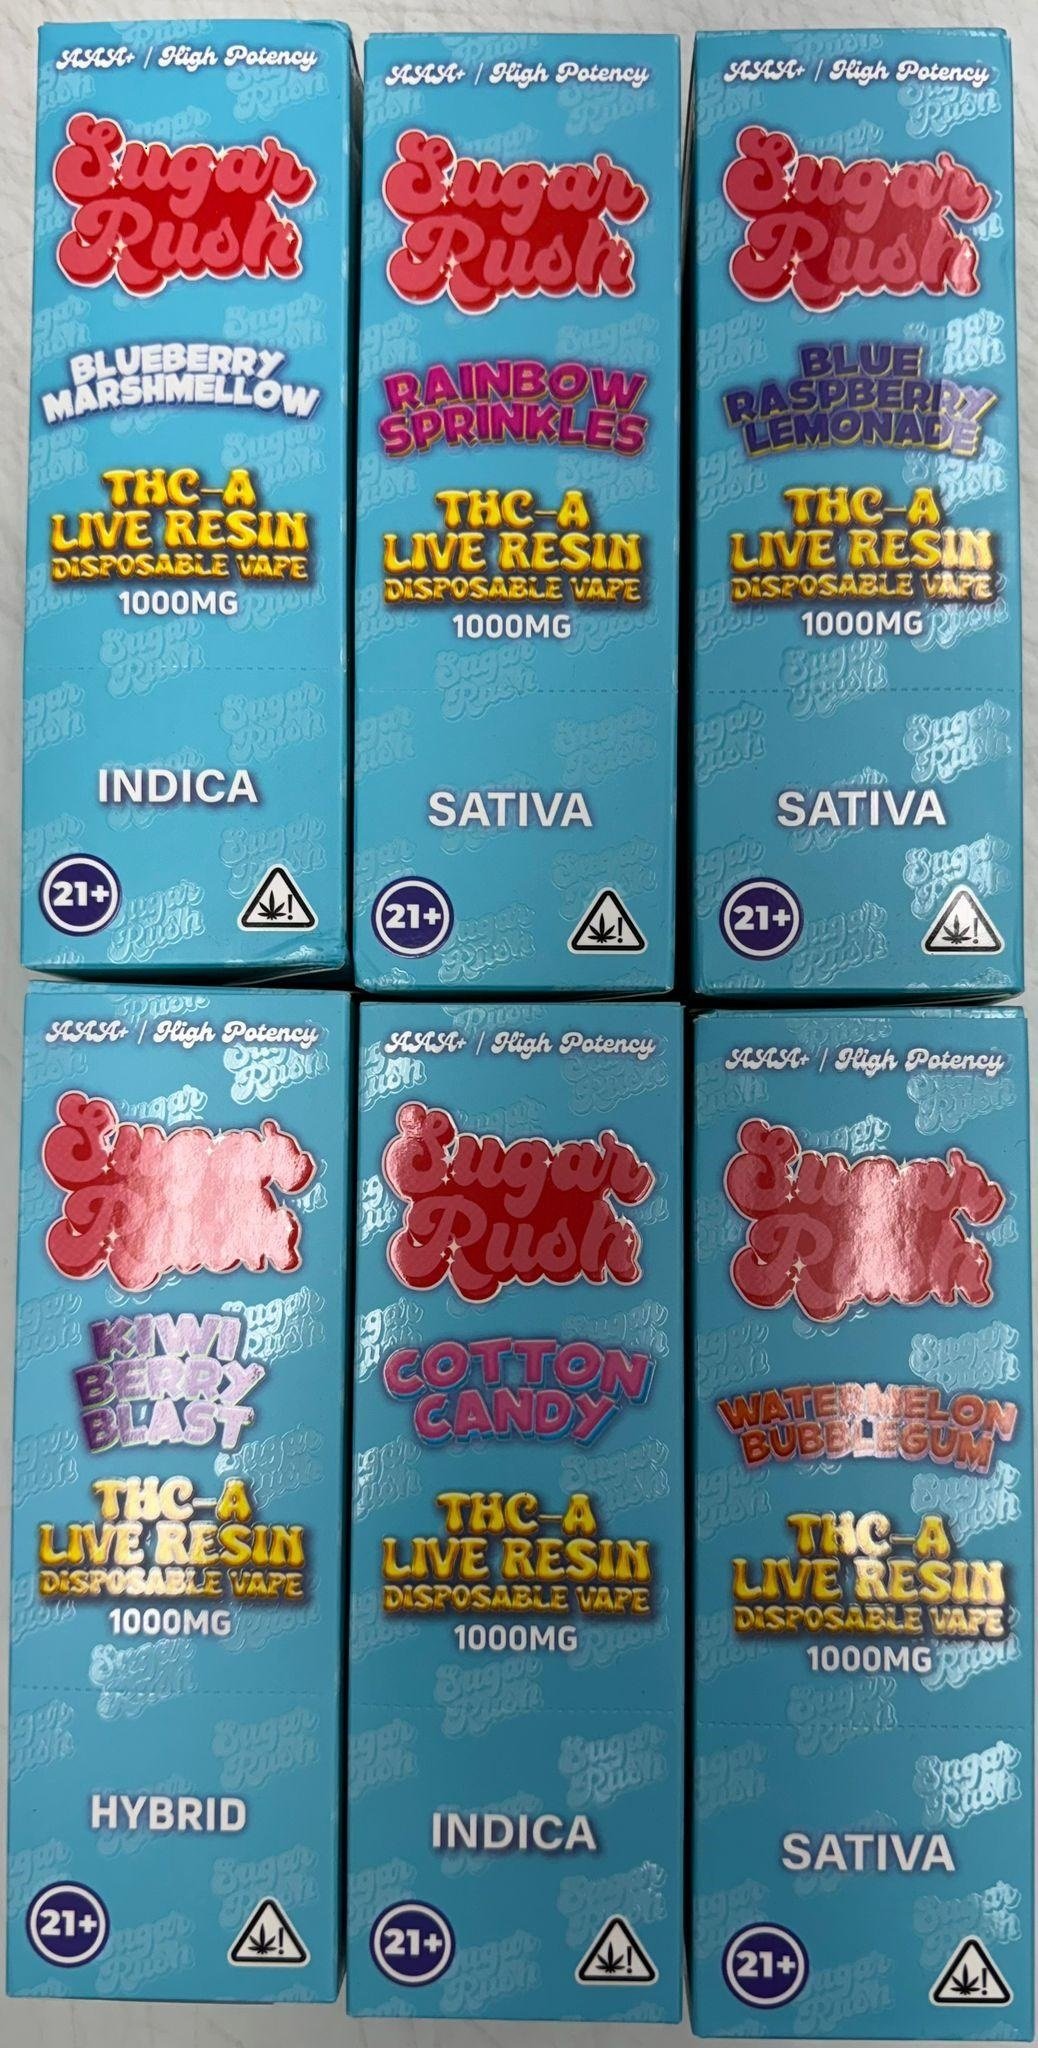 AAA+ / High Potency
Sugar
Rush
BLUEBERRY
MARSHMELLOW
THC-A
LIVE RESIN
DISPOSABLE VAPE
1000MG
INDICA
21+
!
AAA+ / High Potency
Sugar
Rush
RAINBOW
SPRINKLES
THC-A
LIVE RESIN
DISPOSABLE VAPE
1000MG
SATIVA
21+
!
AAA+ / High Potency
Sugar
Rush
BLUE
RASPBERRY
LEMONADE
THC-A
LIVE RESIN
DISPOSABLE VAPE
1000MG
SATIVA
21+
!
AAA+ / High Potency
Sugar
Rush
KIWI
BERRY
BLAST
THC-A
LIVE RESIN
DISPOSABLE VAPE
1000MG
HYBRID
21+
!
AAA+ / High Potency
Sugar
Rush
COTTON
CANDY
THC-A
LIVE RESIN
DISPOSABLE VAPE
1000MG
INDICA
21+
!
AAA+ / High Potency
Sugar
Rush
WATERMELON
BUBBLEGUM
THC-A
LIVE RESIN
DISPOSABLE VAPE
1000MG
SATIVA
21+
!